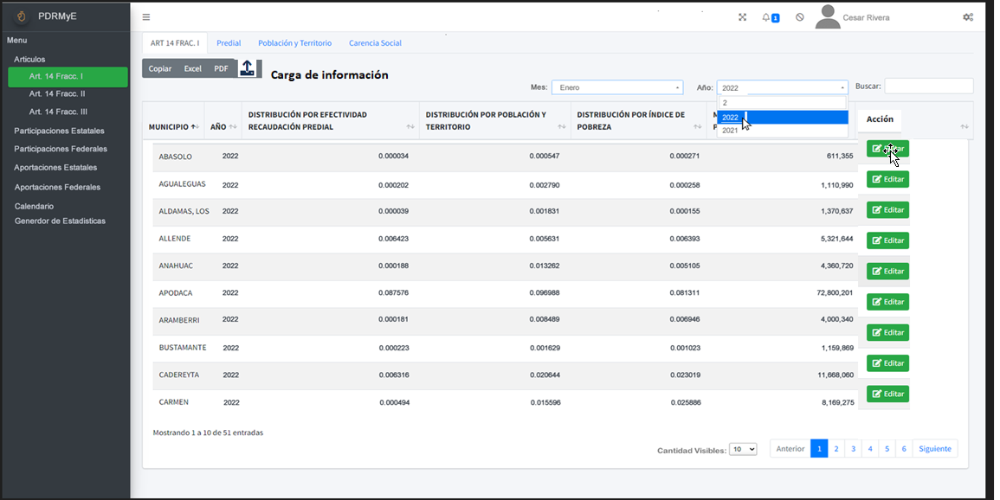 PDRMyE
1
Cesar Rivera
Menu
Articulos
Art. 14 Fracc. I
Art. 14 Fracc. II
Art. 14 Fracc. III
Participaciones Estatales
Participaciones Federales
Aportaciones Estatales
Aportaciones Federales
Calendario
Generdor de Estadisticas
ART 14 FRAC. I Predial Población y Territorio Carencia Social
Copiar Excel PDF Carga de información
Mes: Enero Año: 2022 Buscar:
2
2022
2021
MUNICIPIO AÑO DISTRIBUCIÓN POR EFECTIVIDAD RECAUDACIÓN PREDIAL DISTRIBUCIÓN POR POBLACIÓN Y TERRITORIO DISTRIBUCIÓN POR ÍNDICE DE POBREZA Acción
ABASOLO 2022 0.000034 0.000547 0.000271 611,355
AGUALEGUAS 2022 0.000202 0.002790 0.000258 1,110,990 Editar
ALDAMAS, LOS 2022 0.000039 0.001831 0.000155 1,370,637 Editar
ALLENDE 2022 0.006423 0.005631 0.006393 5,321,644 Editar
ANAHUAC 2022 0.000188 0.013262 0.005105 4,360,720 Editar
APODACA 2022 0.087576 0.096988 0.081311 72,800,201 Editar
ARAMBERRI 2022 0.000181 0.008489 0.006946 4,000,340 Editar
BUSTAMANTE 2022 0.000223 0.001629 0.001023 1,159,869 Editar
CADEREYTA 2022 0.006316 0.020644 0.023019 11,668,060 Editar
CARMEN 2022 0.000494 0.015596 0.025886 8,169,275
Mostrando 1 a 10 de 51 entradas
Cantidad Visibles: 10 Anterior 1 2 3 4 5 6 Siguiente